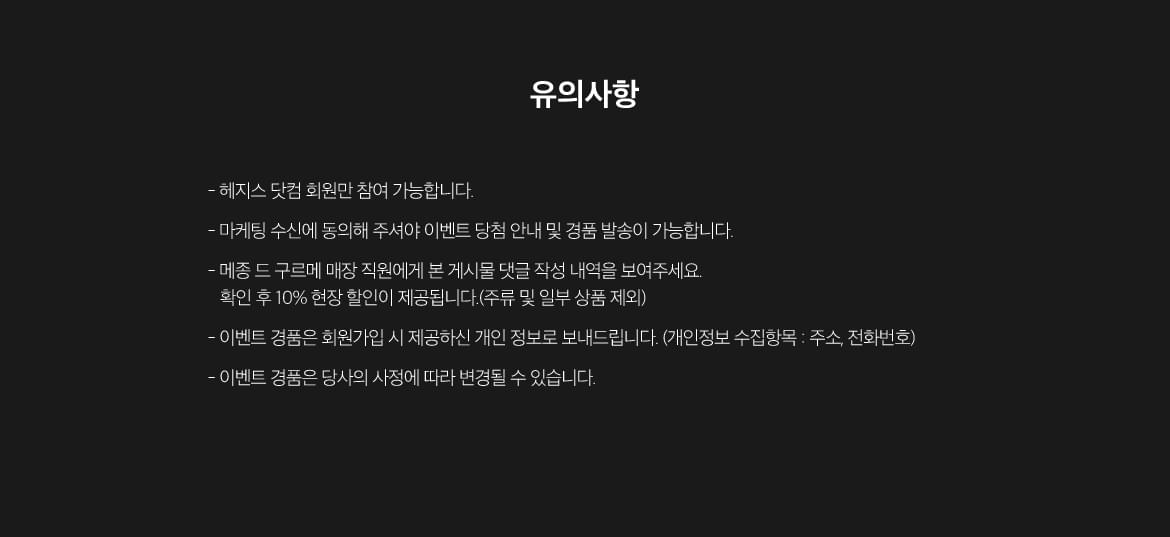 유의사항
- 헤지스 닷컴 회원만 참여 가능합니다.
- 마케팅 수신에 동의해 주셔야 이벤트 당첨 안내 및 경품 발송이 가능합니다.
- 메종 드 구르메 매장 직원에게 본 게시물 댓글 작성 내역을 보여주세요.
확인 후 10% 현장 할인이 제공됩니다.(주류 및 일부 상품 제외)
- 이벤트 경품은 회원가입 시 제공하신 개인 정보로 보내드립니다. (개인정보 수집항목 : 주소, 전화번호)
- 이벤트 경품은 당사의 사정에 따라 변경될 수 있습니다.